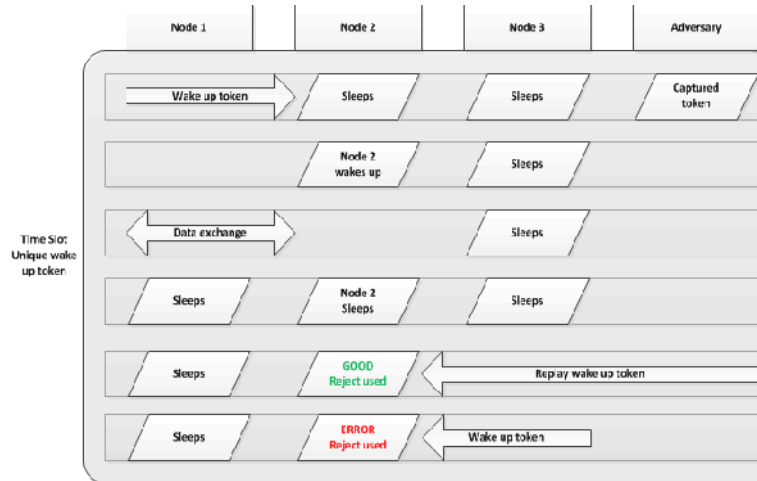 Node 1 Node 2 Node 3 Adversary
Wake up token Sleeps Sleeps Captured
token
Node 2
wakes up
Sleeps
Data exchange Sleeps
Time Slot
Unique wake
up token
Sleeps Node 2
Sleeps
Sleeps
Sleeps GOOD
Reject used
Replay wake up token
Sleeps ERROR
Reject used
Wake up token